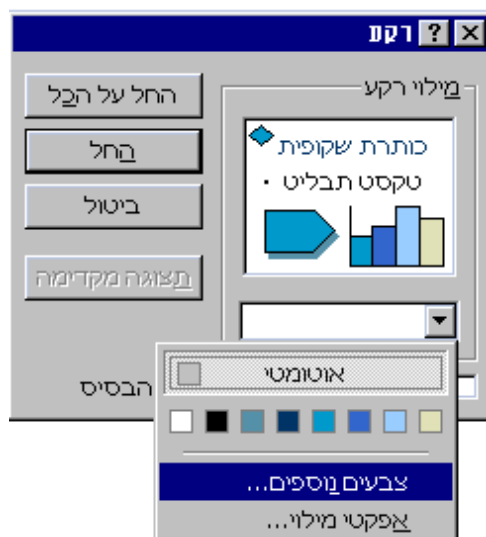 רקע
מילוי רקע
כותרת שקופית
טקסט תבליט
החל על הכל
החל
ביטול
תצוגה מקדימה
הבסיס
אוטומטי
צבעים נוספים...
אפקטי מילוי...